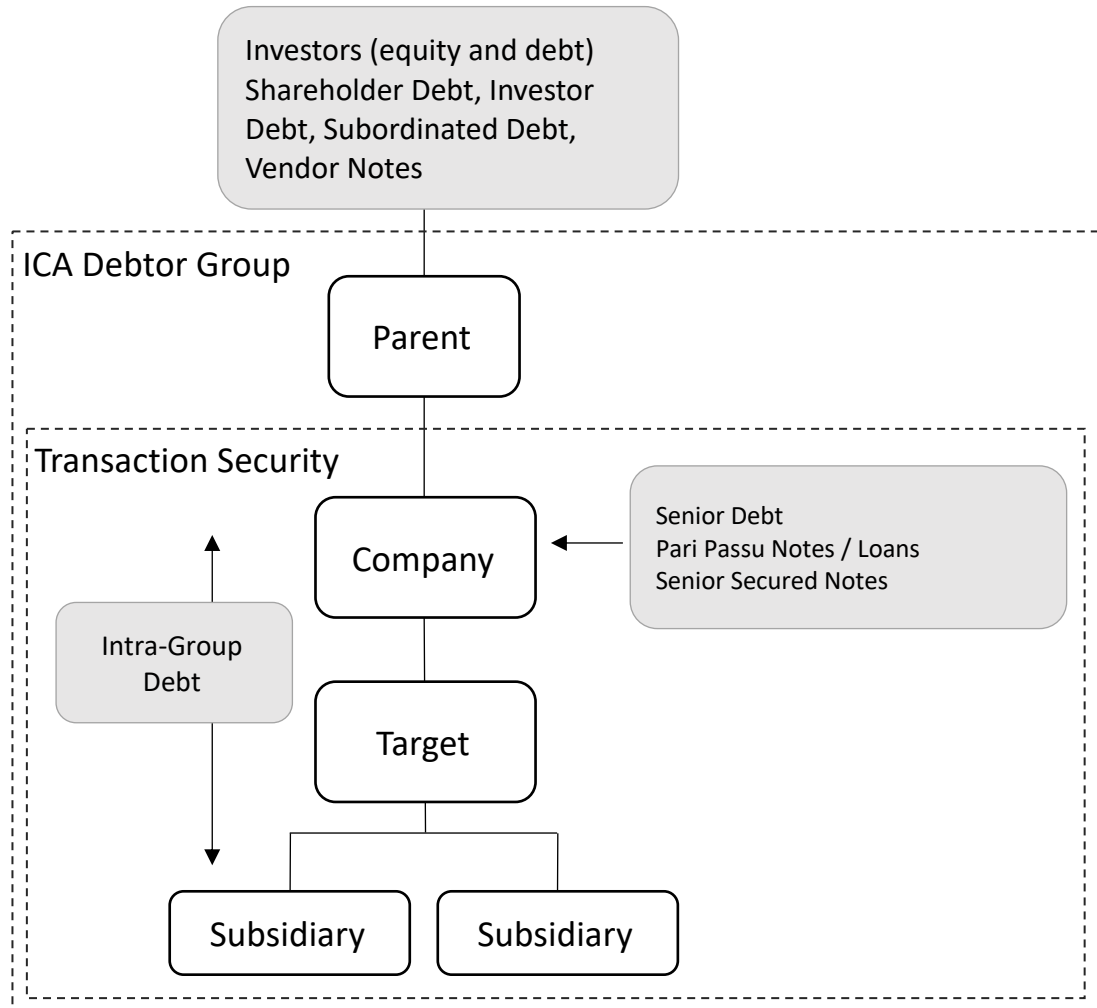 Investors (equity and debt)
Shareholder Debt, Investor
Debt, Subordinated Debt,
Vendor Notes
ICA Debtor Group
Parent
Transaction Security
Senior Debt
Pari Passu Notes / Loans
Senior Secured Notes
Company
Intra-Group
Debt
Target
Subsidiary
Subsidiary